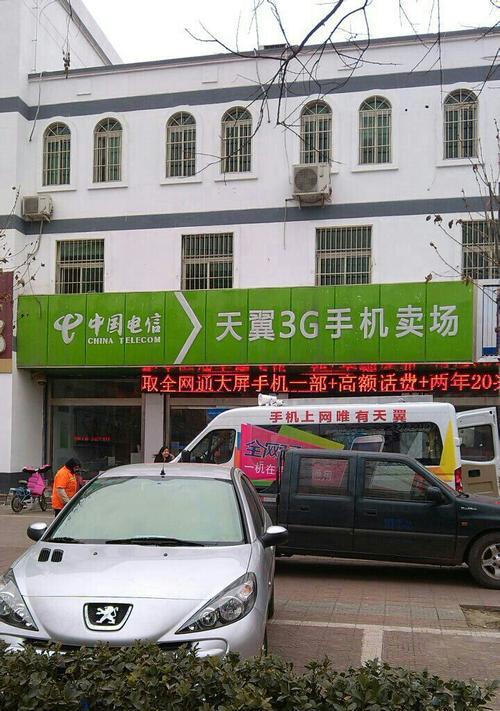 中国电信
CHINA TELECOM
天翼3G手机卖场
取全网通大屏手机一部+高额话费+两年20
手机上网唯有天翼
全网
一机在